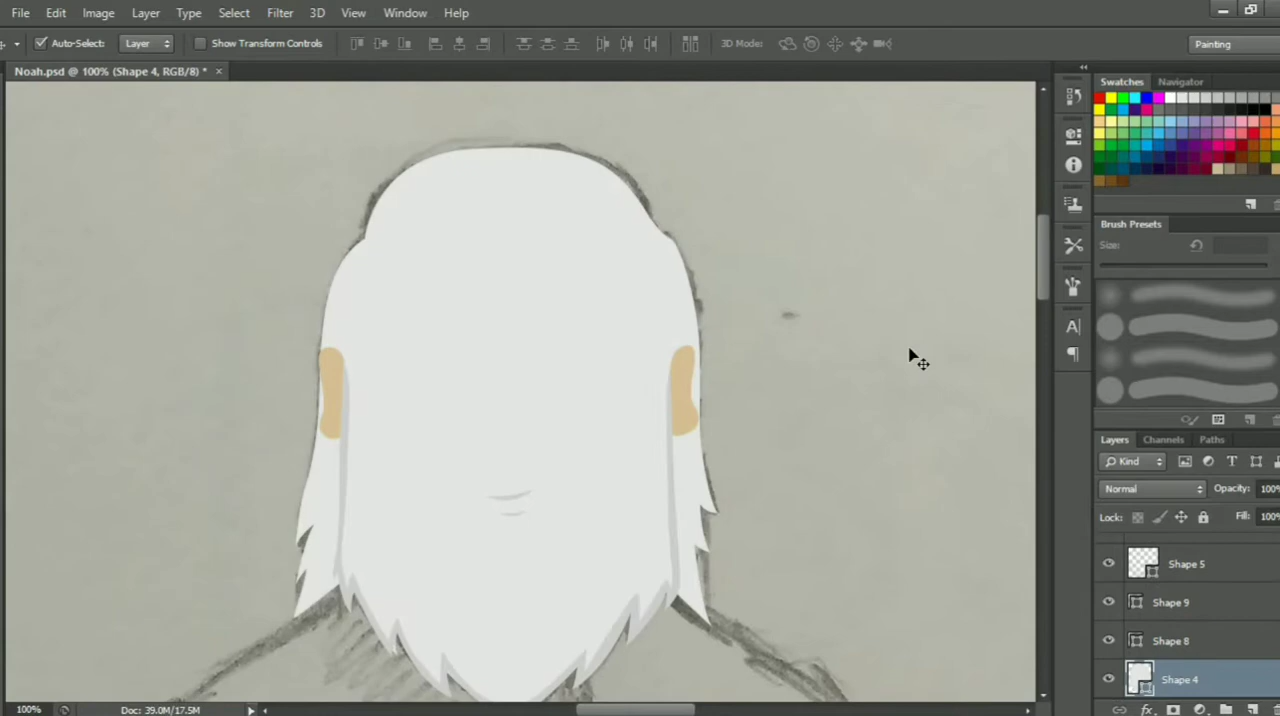 File Edit Image Layer Type Select Filter 3D View Window Help
Auto-Select: Layer Show Transform Controls 3D Mode: Painting
Noah.psd @ 100% (Shape 4, RGB/8) * ×
Swatches Navigator
Brush Presets
Size:
A
Layers Channels Paths
Kind T
Normal Opacity: 100%
Lock: Fill: 100%
Shape 5
Shape 9
Shape 8
Shape 4
100% Doc: 39.0M/17.5M fx